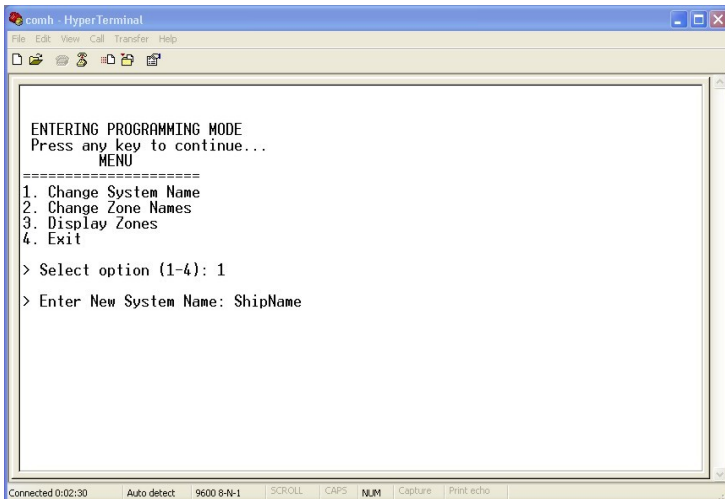 comh - HyperTerminal
File Edit View Call Transfer Help
ENTERING PROGRAMMING MODE
Press any key to continue...
MENU
=====================
1. Change System Name
2. Change Zone Names
3. Display Zones
4. Exit
> Select option (1-4): 1
> Enter New System Name: ShipName
Connected 0:02:30 Auto detect 9600 8-N-1 SCROLL CAPS NUM Capture Print echo